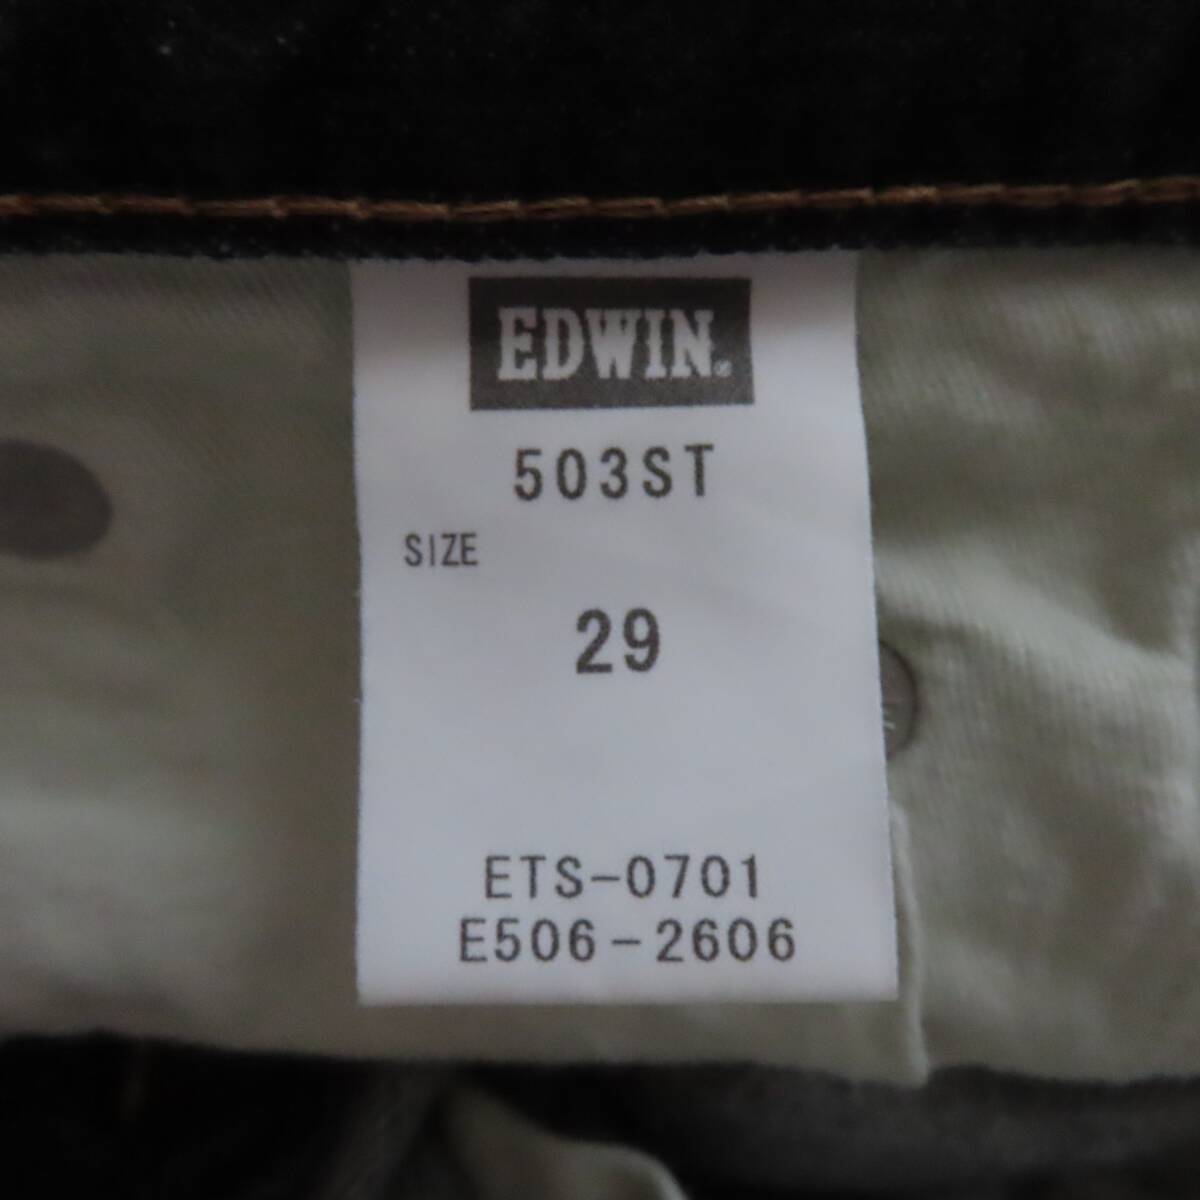 EDWIN.
503ST
SIZE
29
ETS-0701
E506-2606